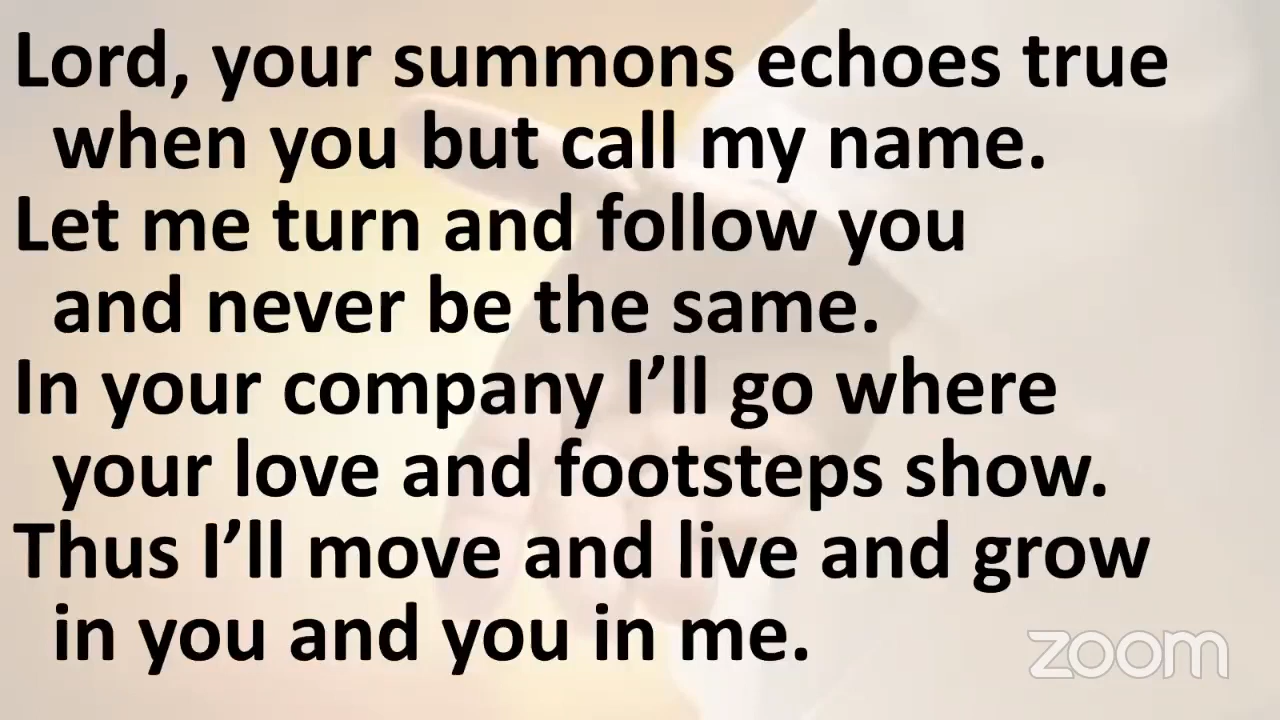 Lord, your summons echoes true
when you but call my name.
Let me turn and follow you
and never be the same.
In your company I’ll go where
your love and footsteps show.
Thus I’ll move and live and grow
in you and you in me.
zoom